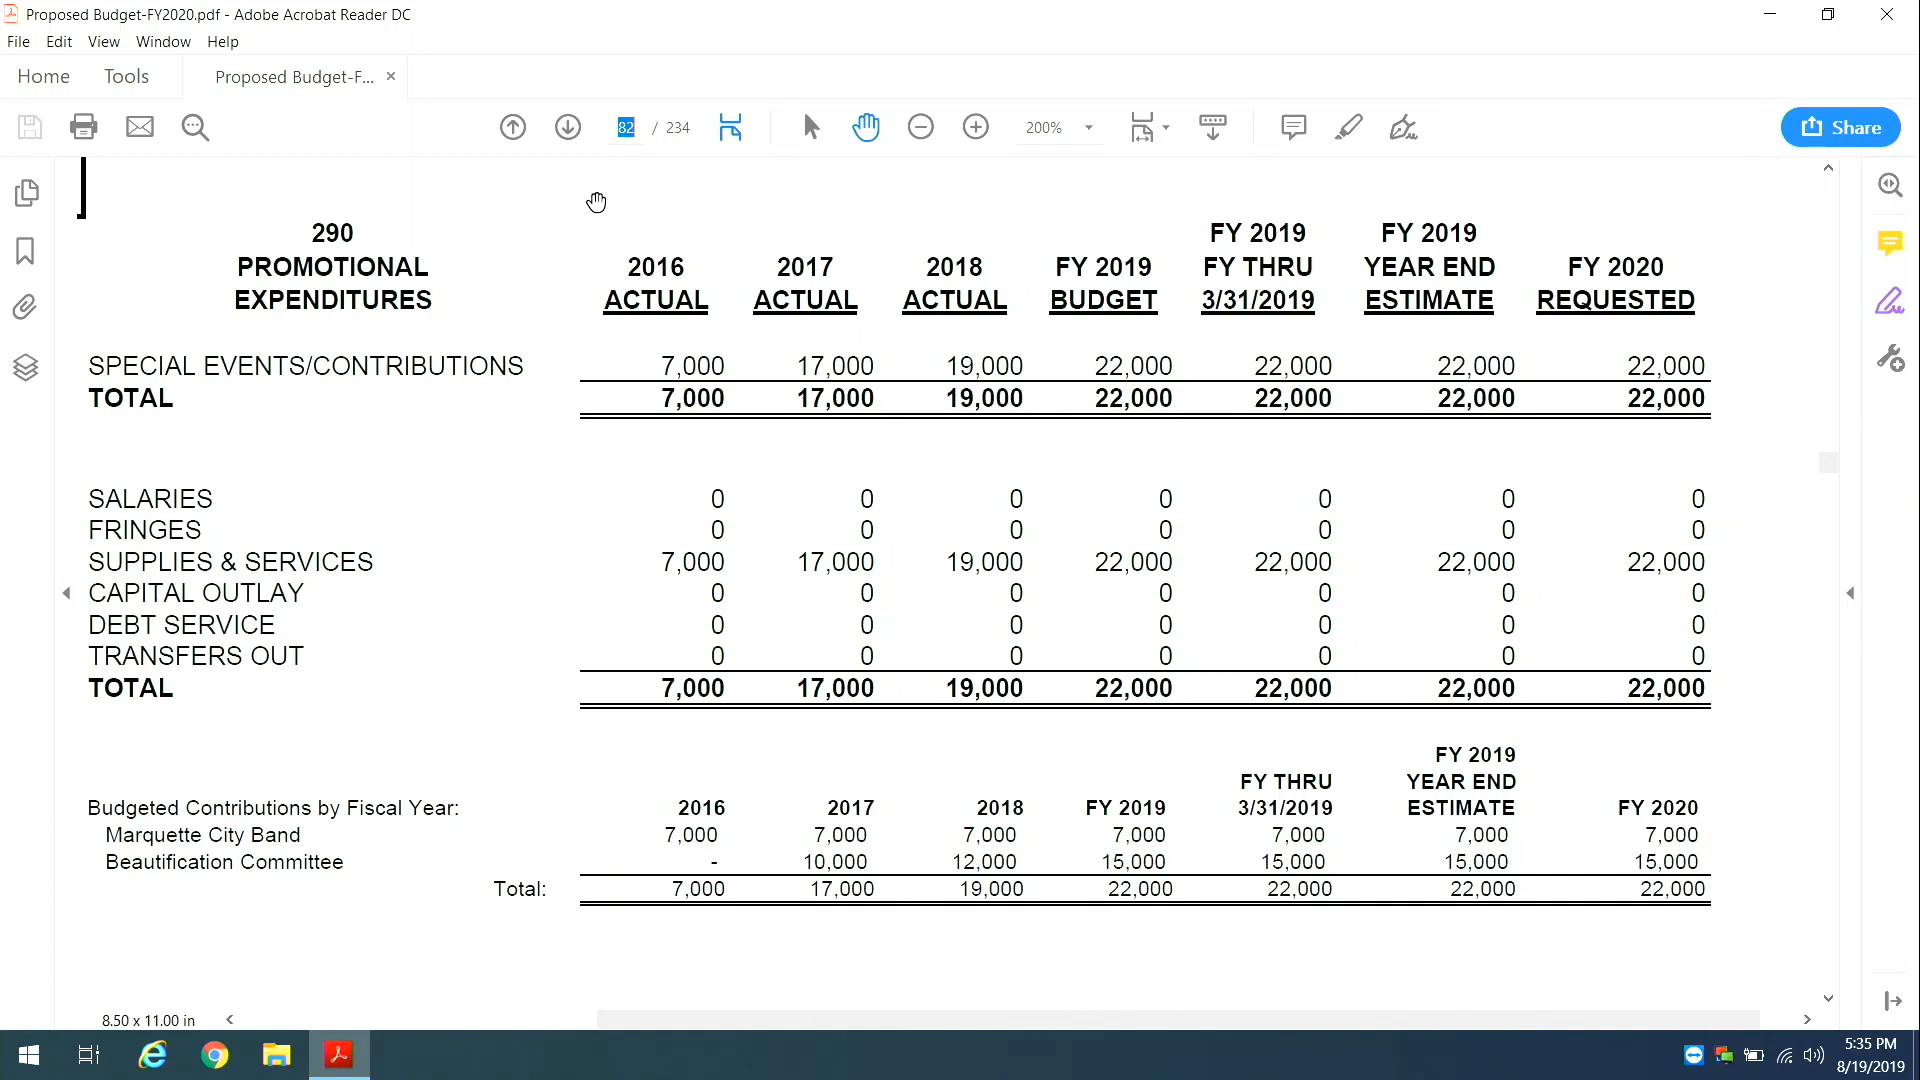 Proposed Budget-FY2020.pdf - Adobe Acrobat Reader DC
File Edit View Window Help
Home Tools Proposed Budget-F... ×
82 / 234 200% Share
290 PROMOTIONAL EXPENDITURES 2016 ACTUAL 2017 ACTUAL 2018 ACTUAL FY 2019 BUDGET FY 2019 FY THRU 3/31/2019 FY 2019 YEAR END ESTIMATE FY 2020 REQUESTED
SPECIAL EVENTS/CONTRIBUTIONS 7,000 17,000 19,000 22,000 22,000 22,000 22,000
TOTAL 7,000 17,000 19,000 22,000 22,000 22,000 22,000
SALARIES 0 0 0 0 0 0 0
FRINGES 0 0 0 0 0 0 0
SUPPLIES & SERVICES 7,000 17,000 19,000 22,000 22,000 22,000 22,000
CAPITAL OUTLAY 0 0 0 0 0 0 0
DEBT SERVICE 0 0 0 0 0 0 0
TRANSFERS OUT 0 0 0 0 0 0 0
TOTAL 7,000 17,000 19,000 22,000 22,000 22,000 22,000
FY 2019
FY THRU YEAR END
Budgeted Contributions by Fiscal Year: 2016 2017 2018 FY 2019 3/31/2019 ESTIMATE FY 2020
Marquette City Band 7,000 7,000 7,000 7,000 7,000 7,000 7,000
Beautification Committee - 10,000 12,000 15,000 15,000 15,000 15,000
Total: 7,000 17,000 19,000 22,000 22,000 22,000 22,000
8.50 x 11.00 in
5:35 PM
8/19/2019